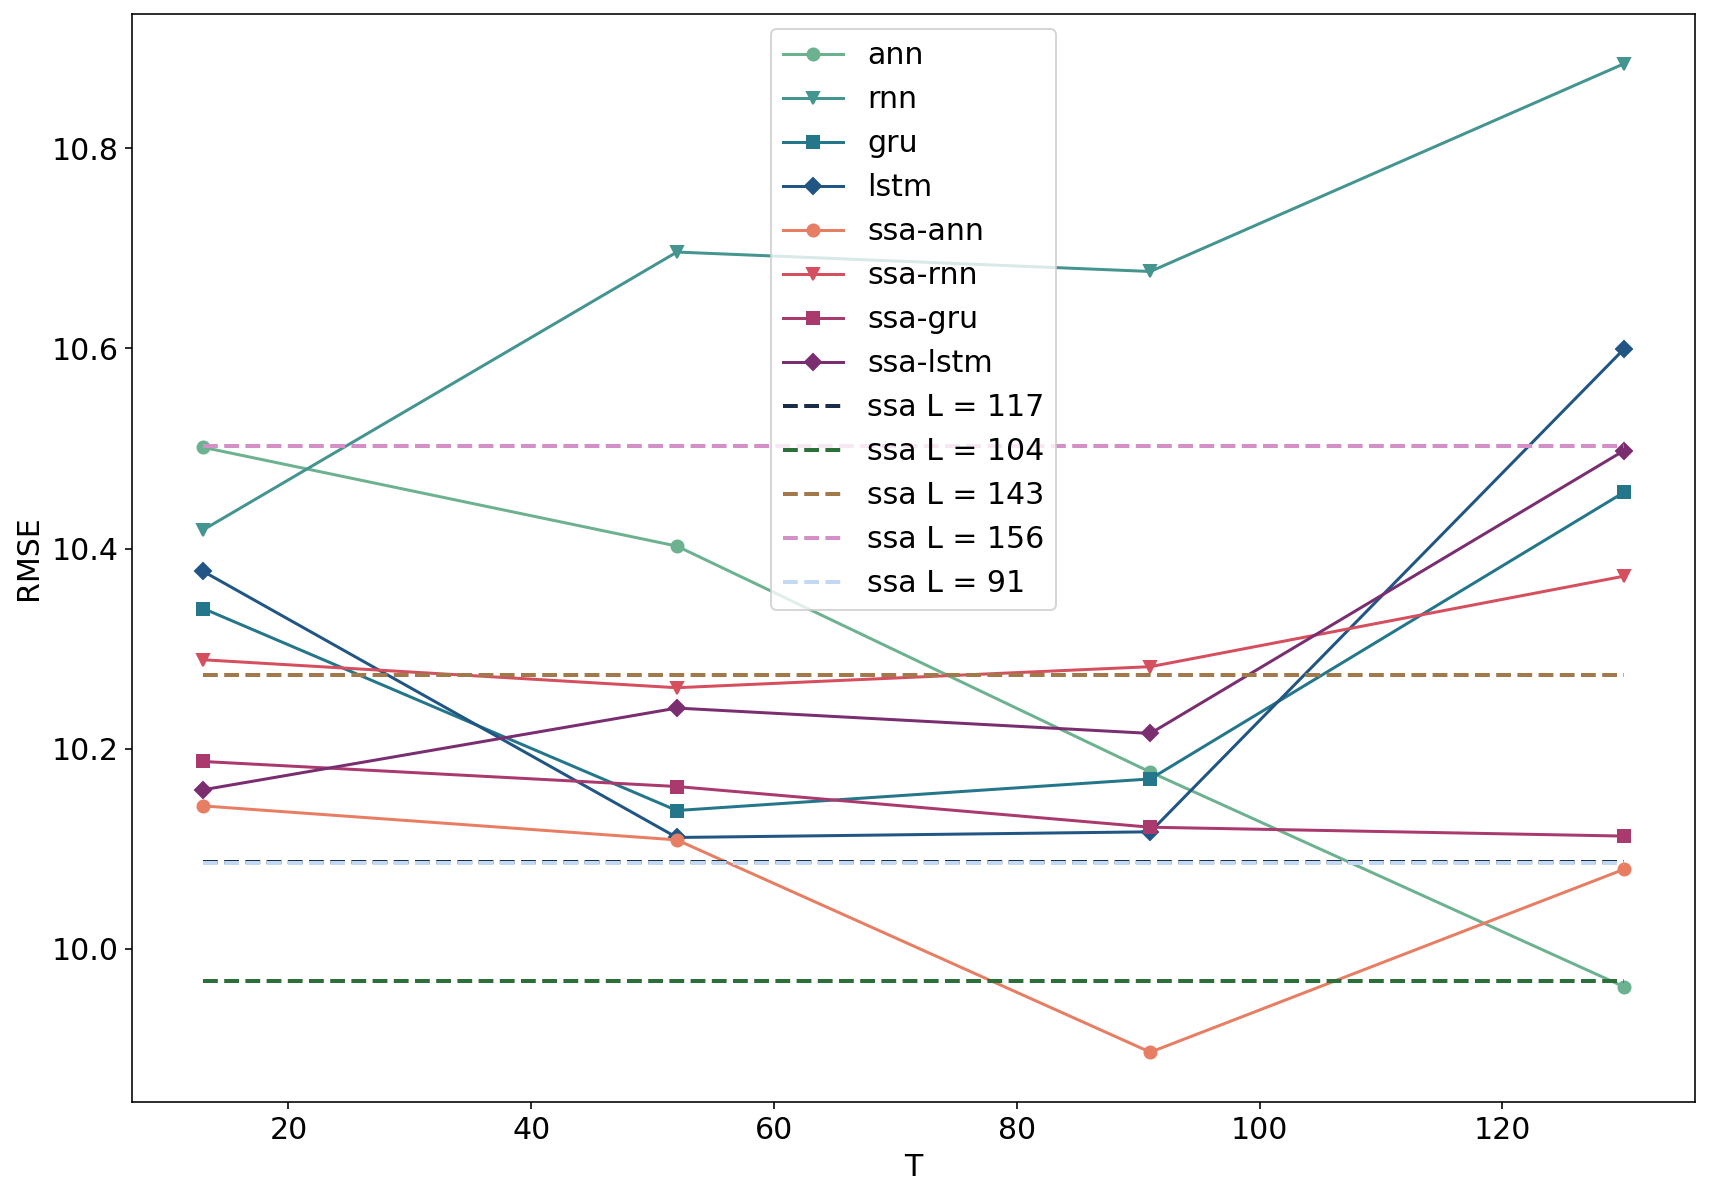 ann
rnn
gru
lstm
ssa-ann
ssa-rnn
ssa-gru
ssa-lstm
ssa L = 117
ssa L = 104
ssa L = 143
ssa L = 156
ssa L = 91
10.8
10.6
10.4
10.2
10.0
RMSE
20 40 60 80 100 120
T